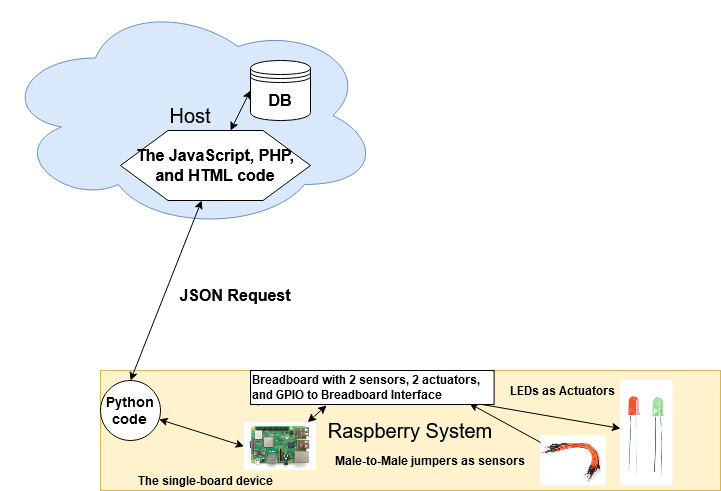 DB
Host
The JavaScript, PHP,
and HTML code
JSON Request
Breadboard with 2 sensors, 2 actuators,
and GPIO to Breadboard Interface
LEDs as Actuators
Python
code
Raspberry System
Male-to-Male jumpers as sensors
The single-board device